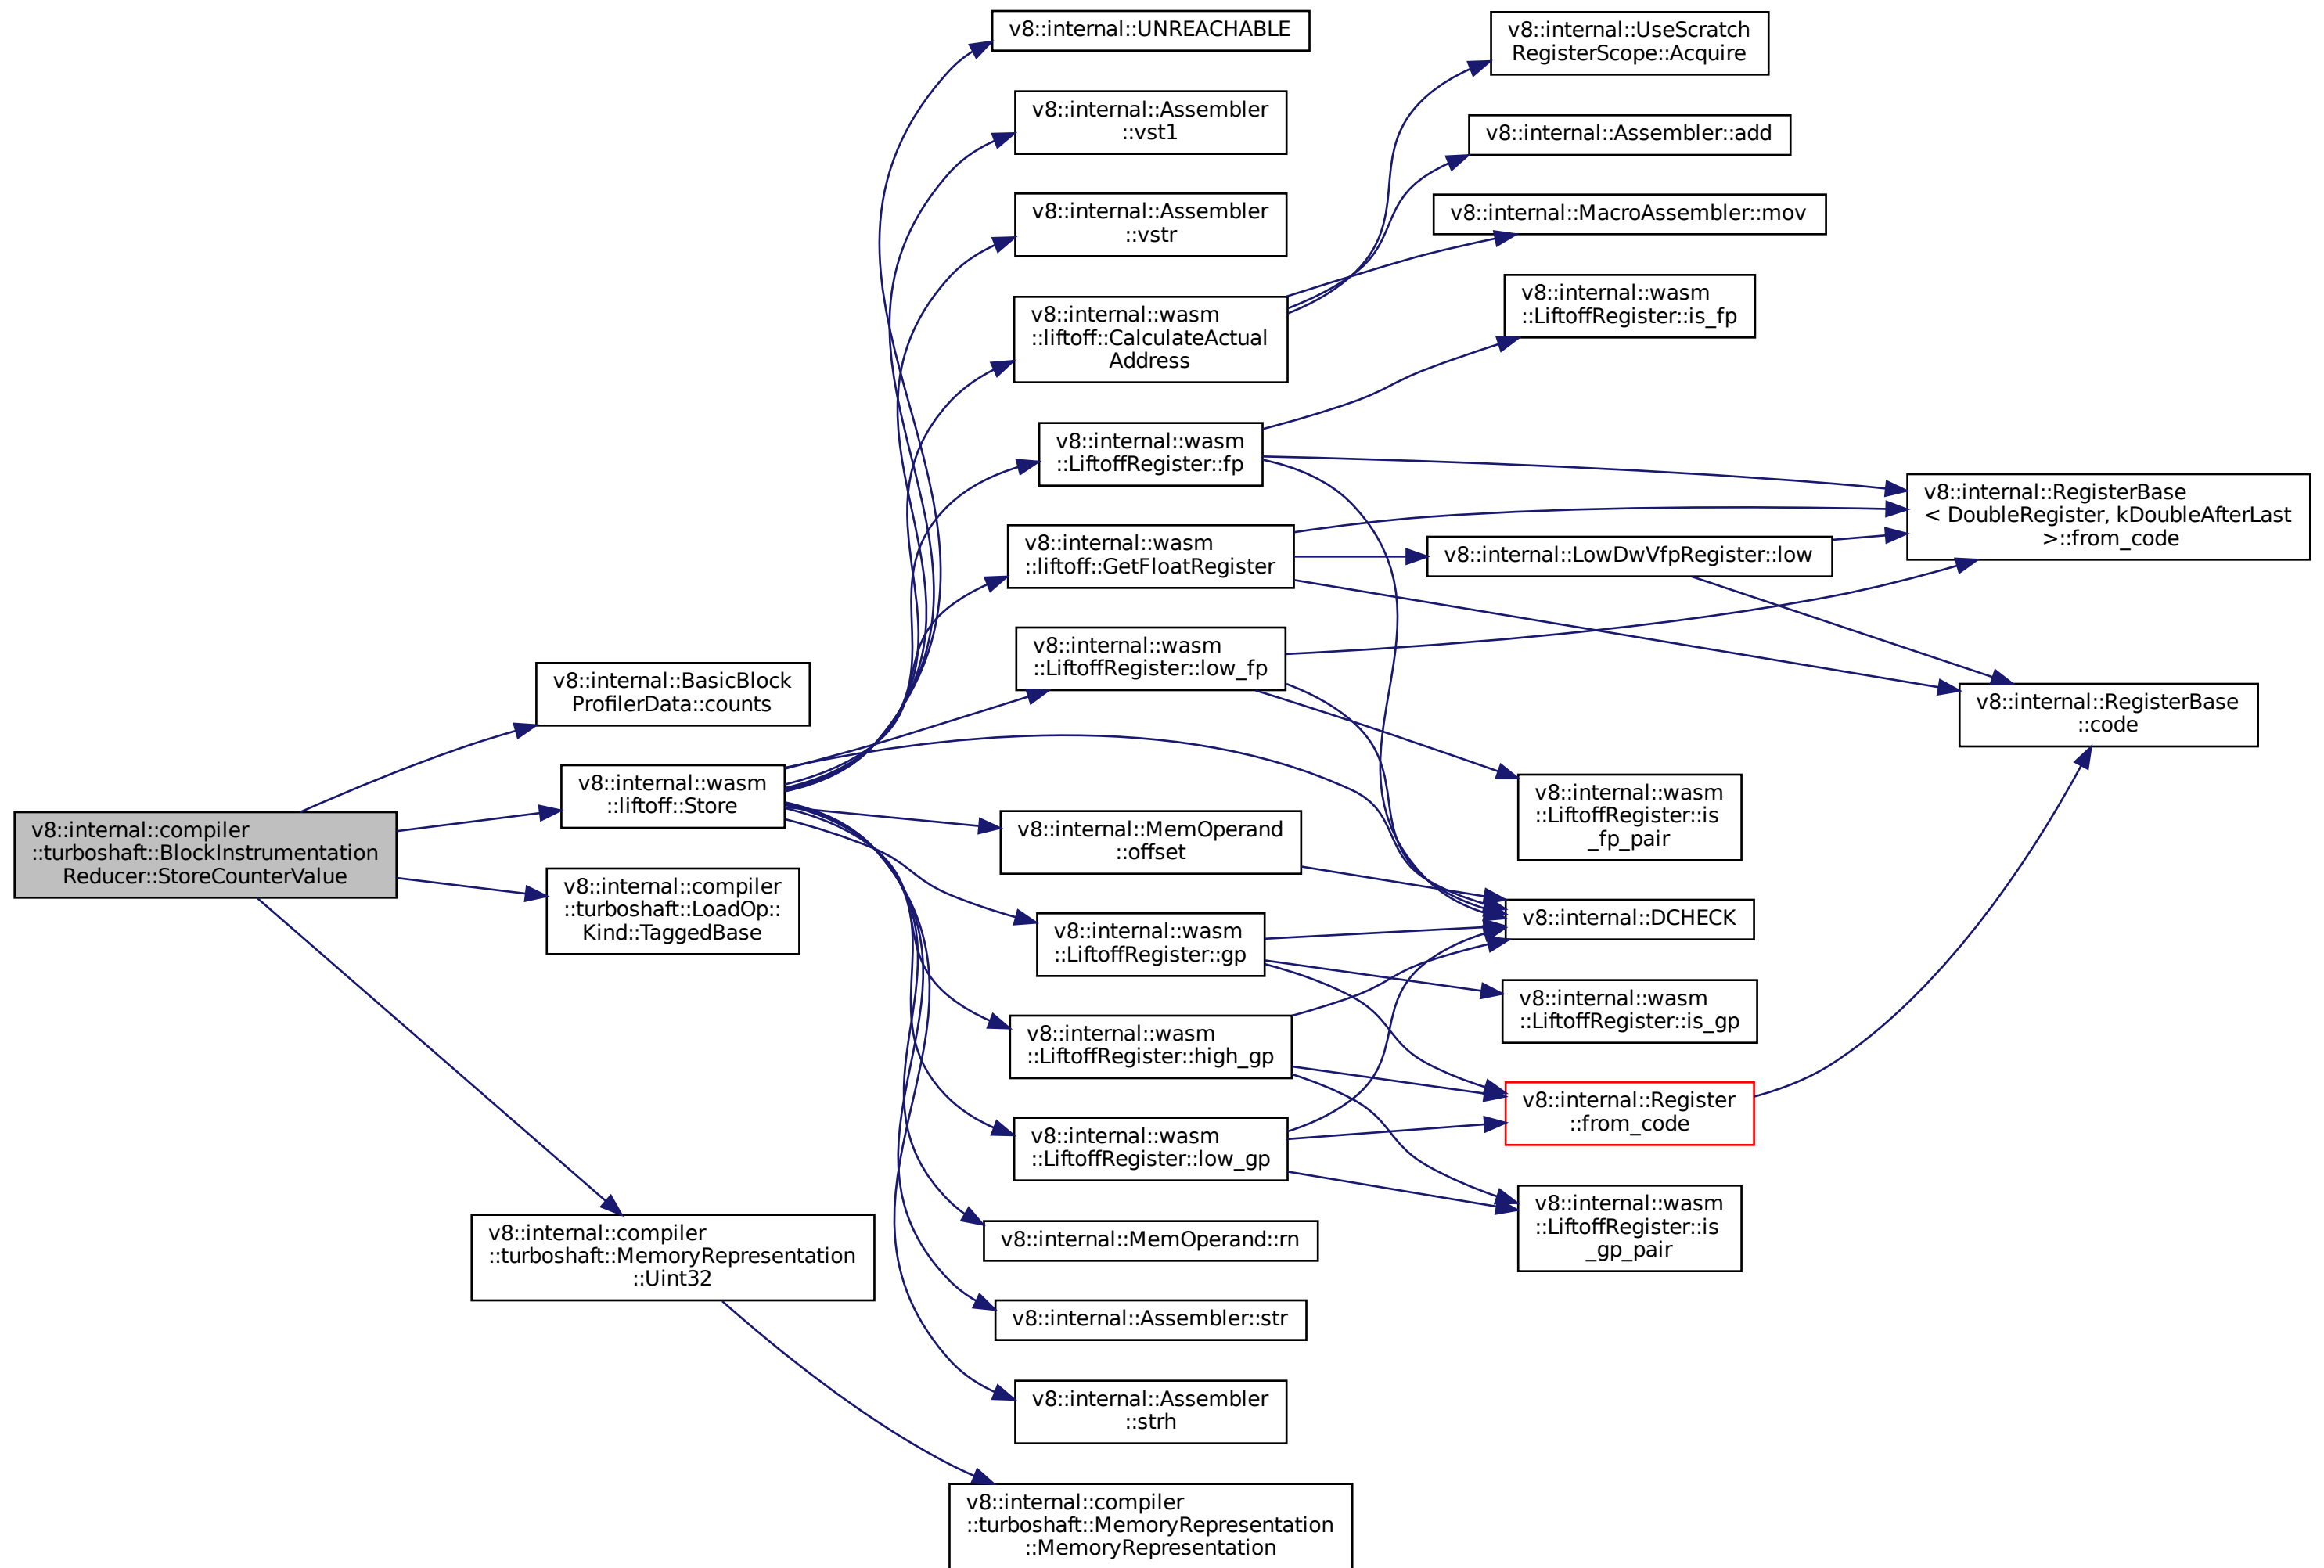 v8::internal::compiler
::turboshaft::BlockInstrumentation
Reducer::StoreCounterValue
v8::internal::BasicBlock
ProfilerData::counts
v8::internal::wasm
::liftoff::Store
v8::internal::compiler
::turboshaft::LoadOp::
Kind::TaggedBase
v8::internal::compiler
::turboshaft::MemoryRepresentation
::Uint32
v8::internal::UNREACHABLE
v8::internal::Assembler
::vst1
v8::internal::Assembler
::vstr
v8::internal::wasm
::liftoff::CalculateActual
Address
v8::internal::wasm
::LiftoffRegister::fp
v8::internal::wasm
::liftoff::GetFloatRegister
v8::internal::wasm
::LiftoffRegister::low_fp
v8::internal::MemOperand
::offset
v8::internal::wasm
::LiftoffRegister::gp
v8::internal::wasm
::LiftoffRegister::high_gp
v8::internal::wasm
::LiftoffRegister::low_gp
v8::internal::MemOperand::rn
v8::internal::Assembler::str
v8::internal::Assembler
::strh
v8::internal::compiler
::turboshaft::MemoryRepresentation
::MemoryRepresentation
v8::internal::UseScratch
RegisterScope::Acquire
v8::internal::Assembler::add
v8::internal::MacroAssembler::mov
v8::internal::wasm
::LiftoffRegister::is_fp
v8::internal::LowDwVfpRegister::low
v8::internal::wasm
::LiftoffRegister::is
_fp_pair
v8::internal::DCHECK
v8::internal::wasm
::LiftoffRegister::is_gp
v8::internal::Register
::from_code
v8::internal::wasm
::LiftoffRegister::is
_gp_pair
v8::internal::RegisterBase
< DoubleRegister, kDoubleAfterLast
>::from_code
v8::internal::RegisterBase
::code